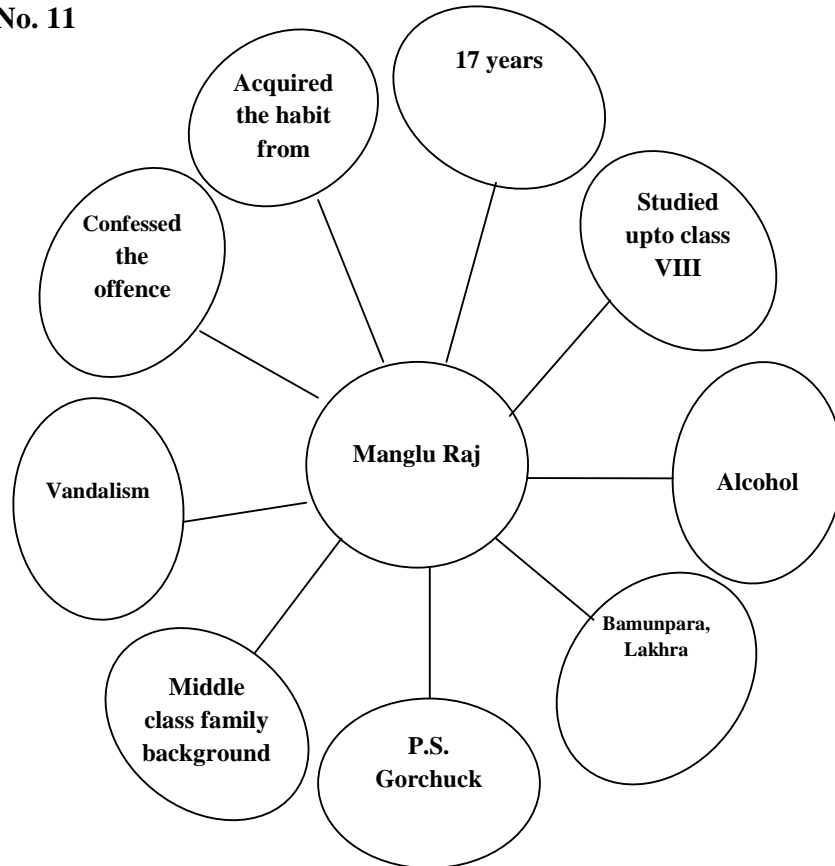 No. 11
17 years
Acquired
the habit
from
Studied
upto class
VIII
Confessed
the
offence
Manglu Raj
Vandalism
Alcohol
Bamunpara,
Lakhra
Middle
class family
background
P.S.
Gorchuck